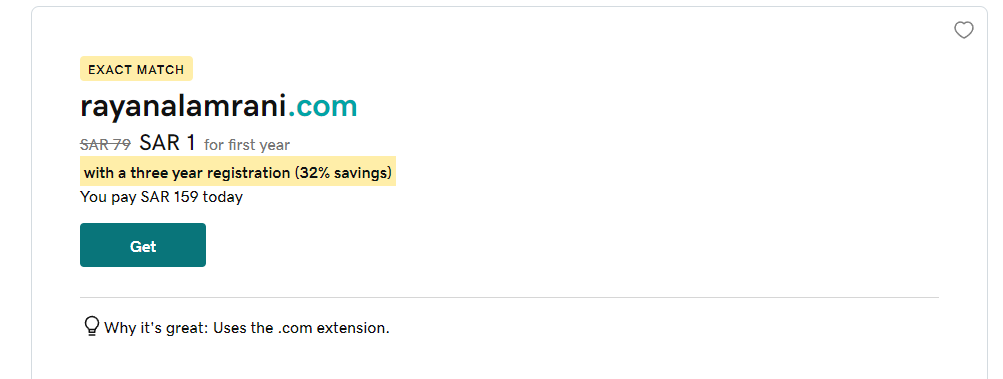 EXACT MATCH
rayanalamrani.com
SAR 79 SAR 1 for first year
with a three year registration (32% savings)
You pay SAR 159 today
Get
Why it's great: Uses the .com extension.